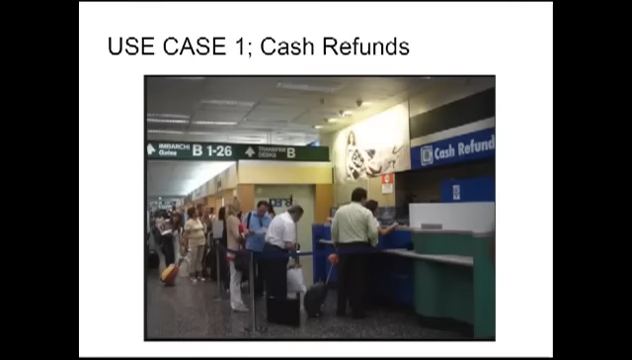 USE CASE 1; Cash Refunds
IMBARCHI
Gates B 1-26
TRANSFER
DESKS B
Cash Refund